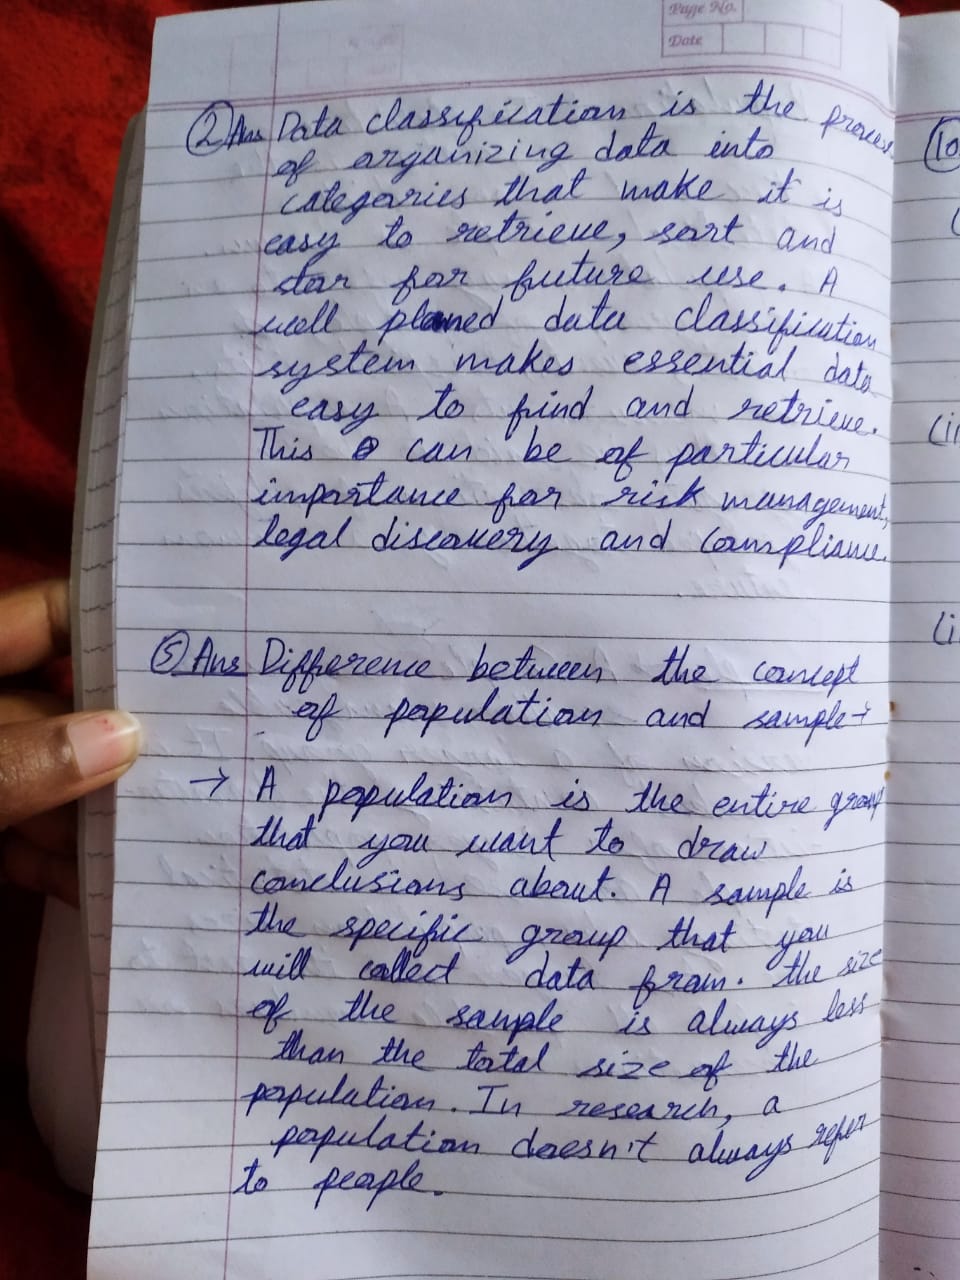 Page No.
Date
② Ans Data classification is the process
of organizing data into
categories that make it is
easy to retrieve, sort and
stor for future use. A
well planed data classification
system makes essential data
easy to find and retrieve.
This can be of particular
importance for risk management,
legal discovery and compliance.
⑤ Ans Difference between the concept
of population and sample →
→ A population is the entire group
that you want to draw
conclusions about. A sample is
the specific group that you
will collect data from. the size
of the sample is always less
than the total size of the
population. In research, a
population doesn't always refer
to people.
(10
(ii
(i